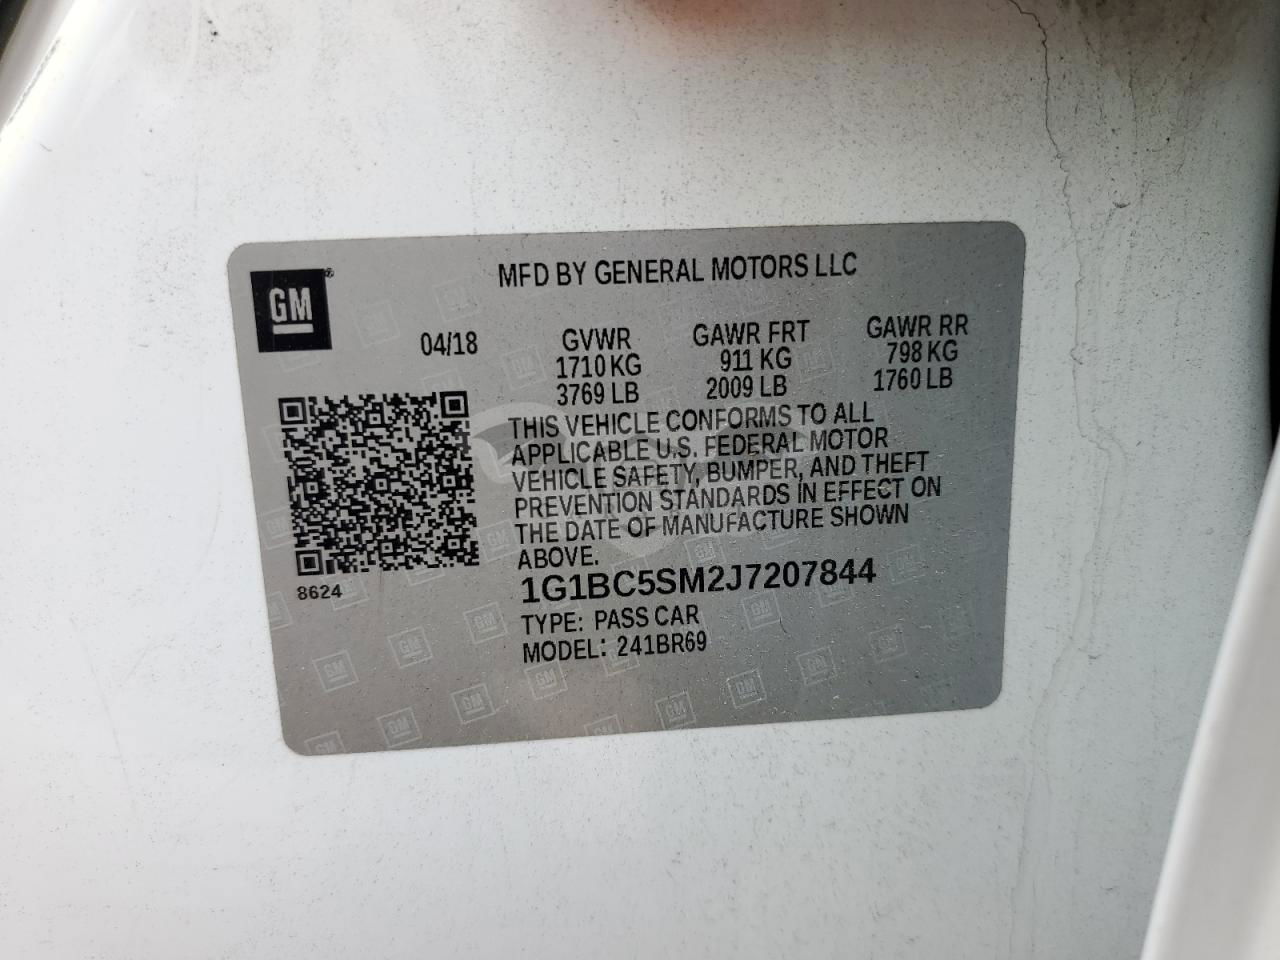 MFD BY GENERAL MOTORS LLC
GM®
04/18
GVWR GAWR FRT GAWR RR
1710 KG 911 KG 798 KG
3769 LB 2009 LB 1760 LB
THIS VEHICLE CONFORMS TO ALL
APPLICABLE U.S. FEDERAL MOTOR
VEHICLE SAFETY, BUMPER, AND THEFT
PREVENTION STANDARDS IN EFFECT ON
THE DATE OF MANUFACTURE SHOWN
ABOVE.
8624
1G1BC5SM2J7207844
TYPE: PASS CAR
MODEL: 241BR69